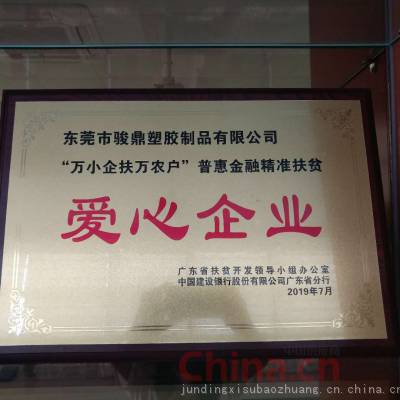 东莞市骏鼎塑胶制品有限公司
“万小企扶万农户”普惠金融精准扶贫
爱心企业
广东省扶贫开发领导小组办公室
中国建设银行股份有限公司广东省分行
2019年7月
China.cn
jundingxisubaozhuang.cn.china.cn